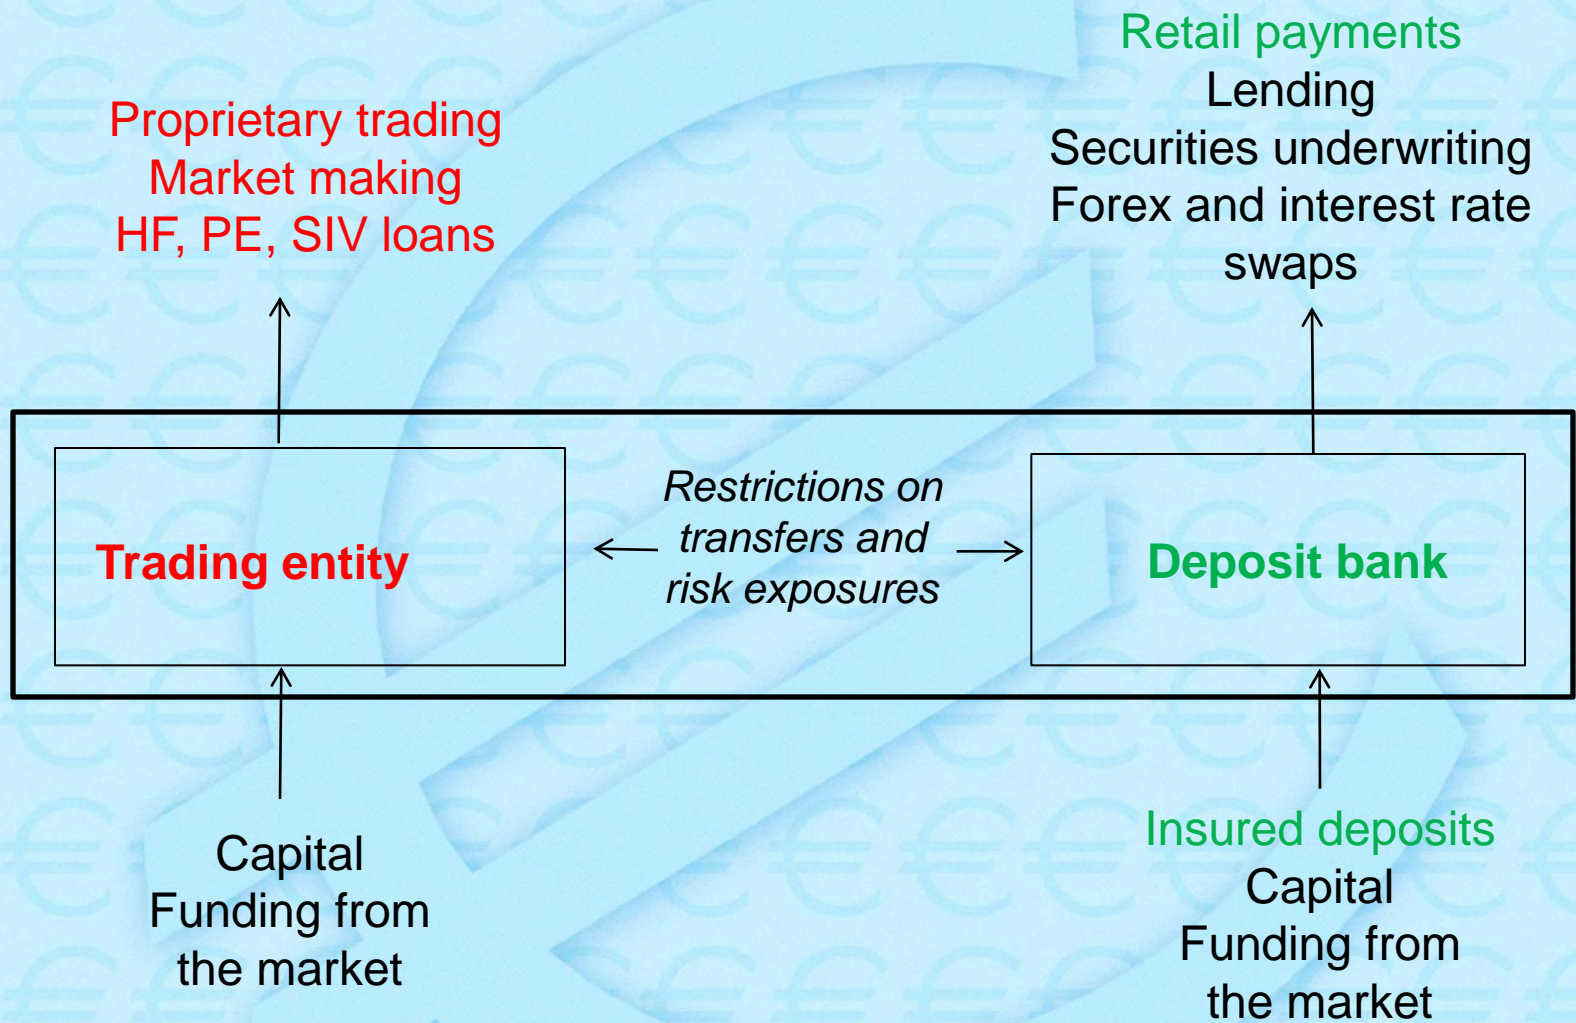 Proprietary trading
Market making
HF, PE, SIV loans
Retail payments
Lending
Securities underwriting
Forex and interest rate
swaps
Trading entity
Restrictions on
transfers and
risk exposures
Deposit bank
Capital
Funding from
the market
Insured deposits
Capital
Funding from
the market